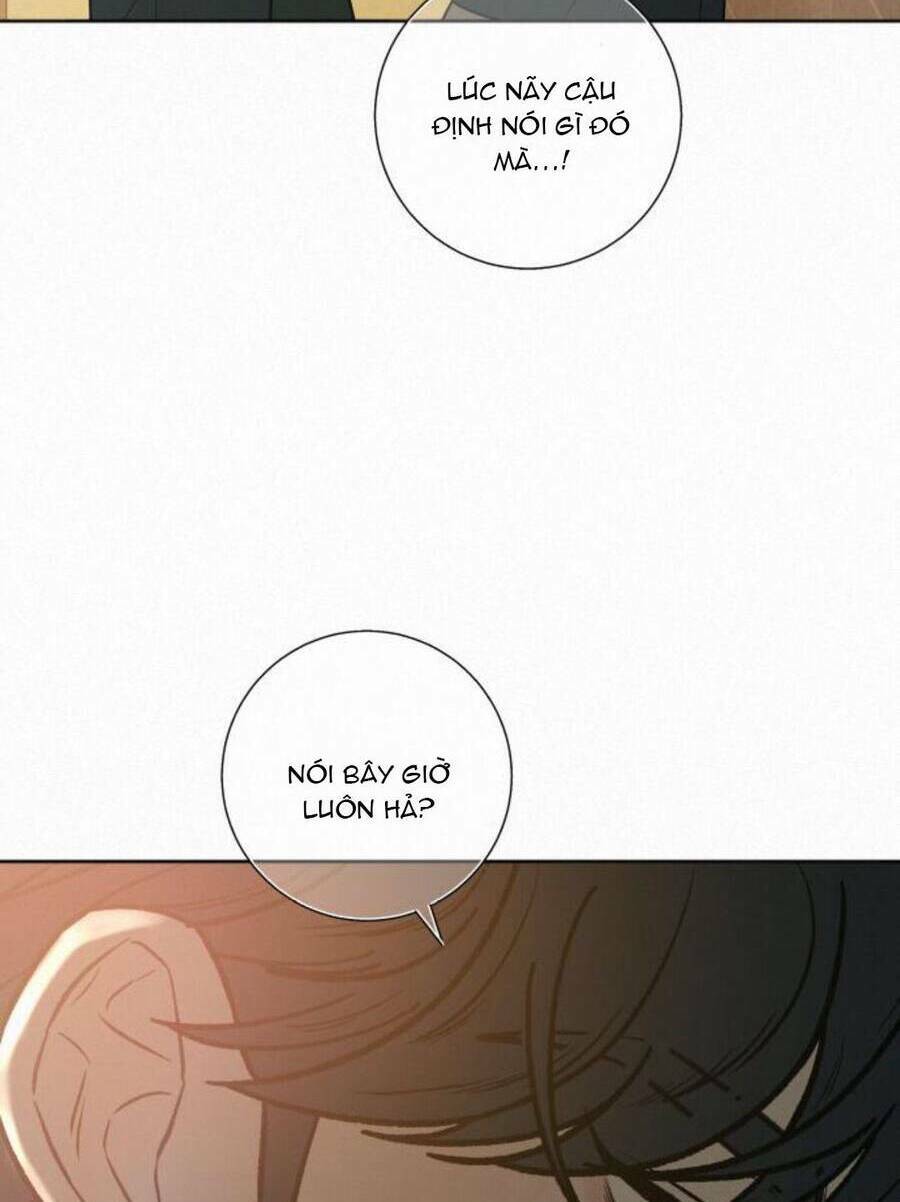 LÚC NÃY CẬU
ĐỊNH NÓI GÌ ĐÓ
MÀ...!
NÓI BÂY GIỜ
LUÔN HẢ?